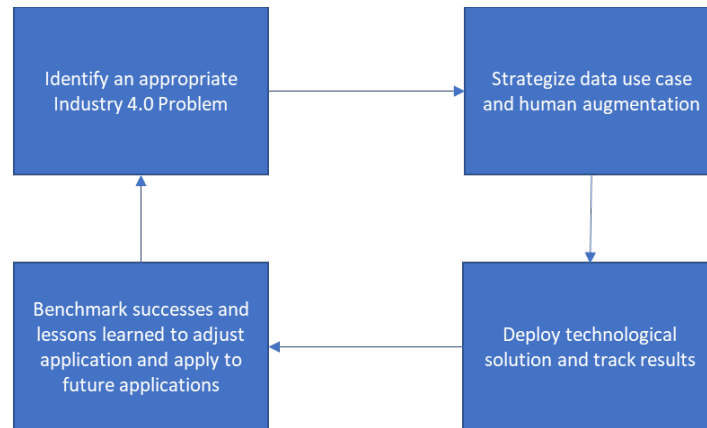 Identify an appropriate
Industry 4.0 Problem
Strategize data use case
and human augmentation
Benchmark successes and
lessons learned to adjust
application and apply to
future applications
Deploy technological
solution and track results